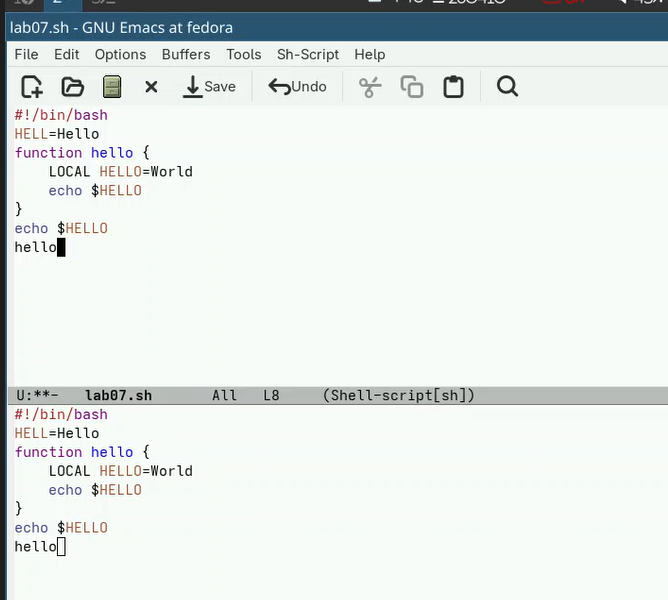 lab07.sh - GNU Emacs at fedora
File Edit Options Buffers Tools Sh-Script Help
Save Undo
#!/bin/bash
HELL=Hello
function hello {
    LOCAL HELLO=World
    echo $HELLO
}
echo $HELLO
hello
U:**-  lab07.sh  All  L8  (Shell-script[sh])
#!/bin/bash
HELL=Hello
function hello {
    LOCAL HELLO=World
    echo $HELLO
}
echo $HELLO
hello